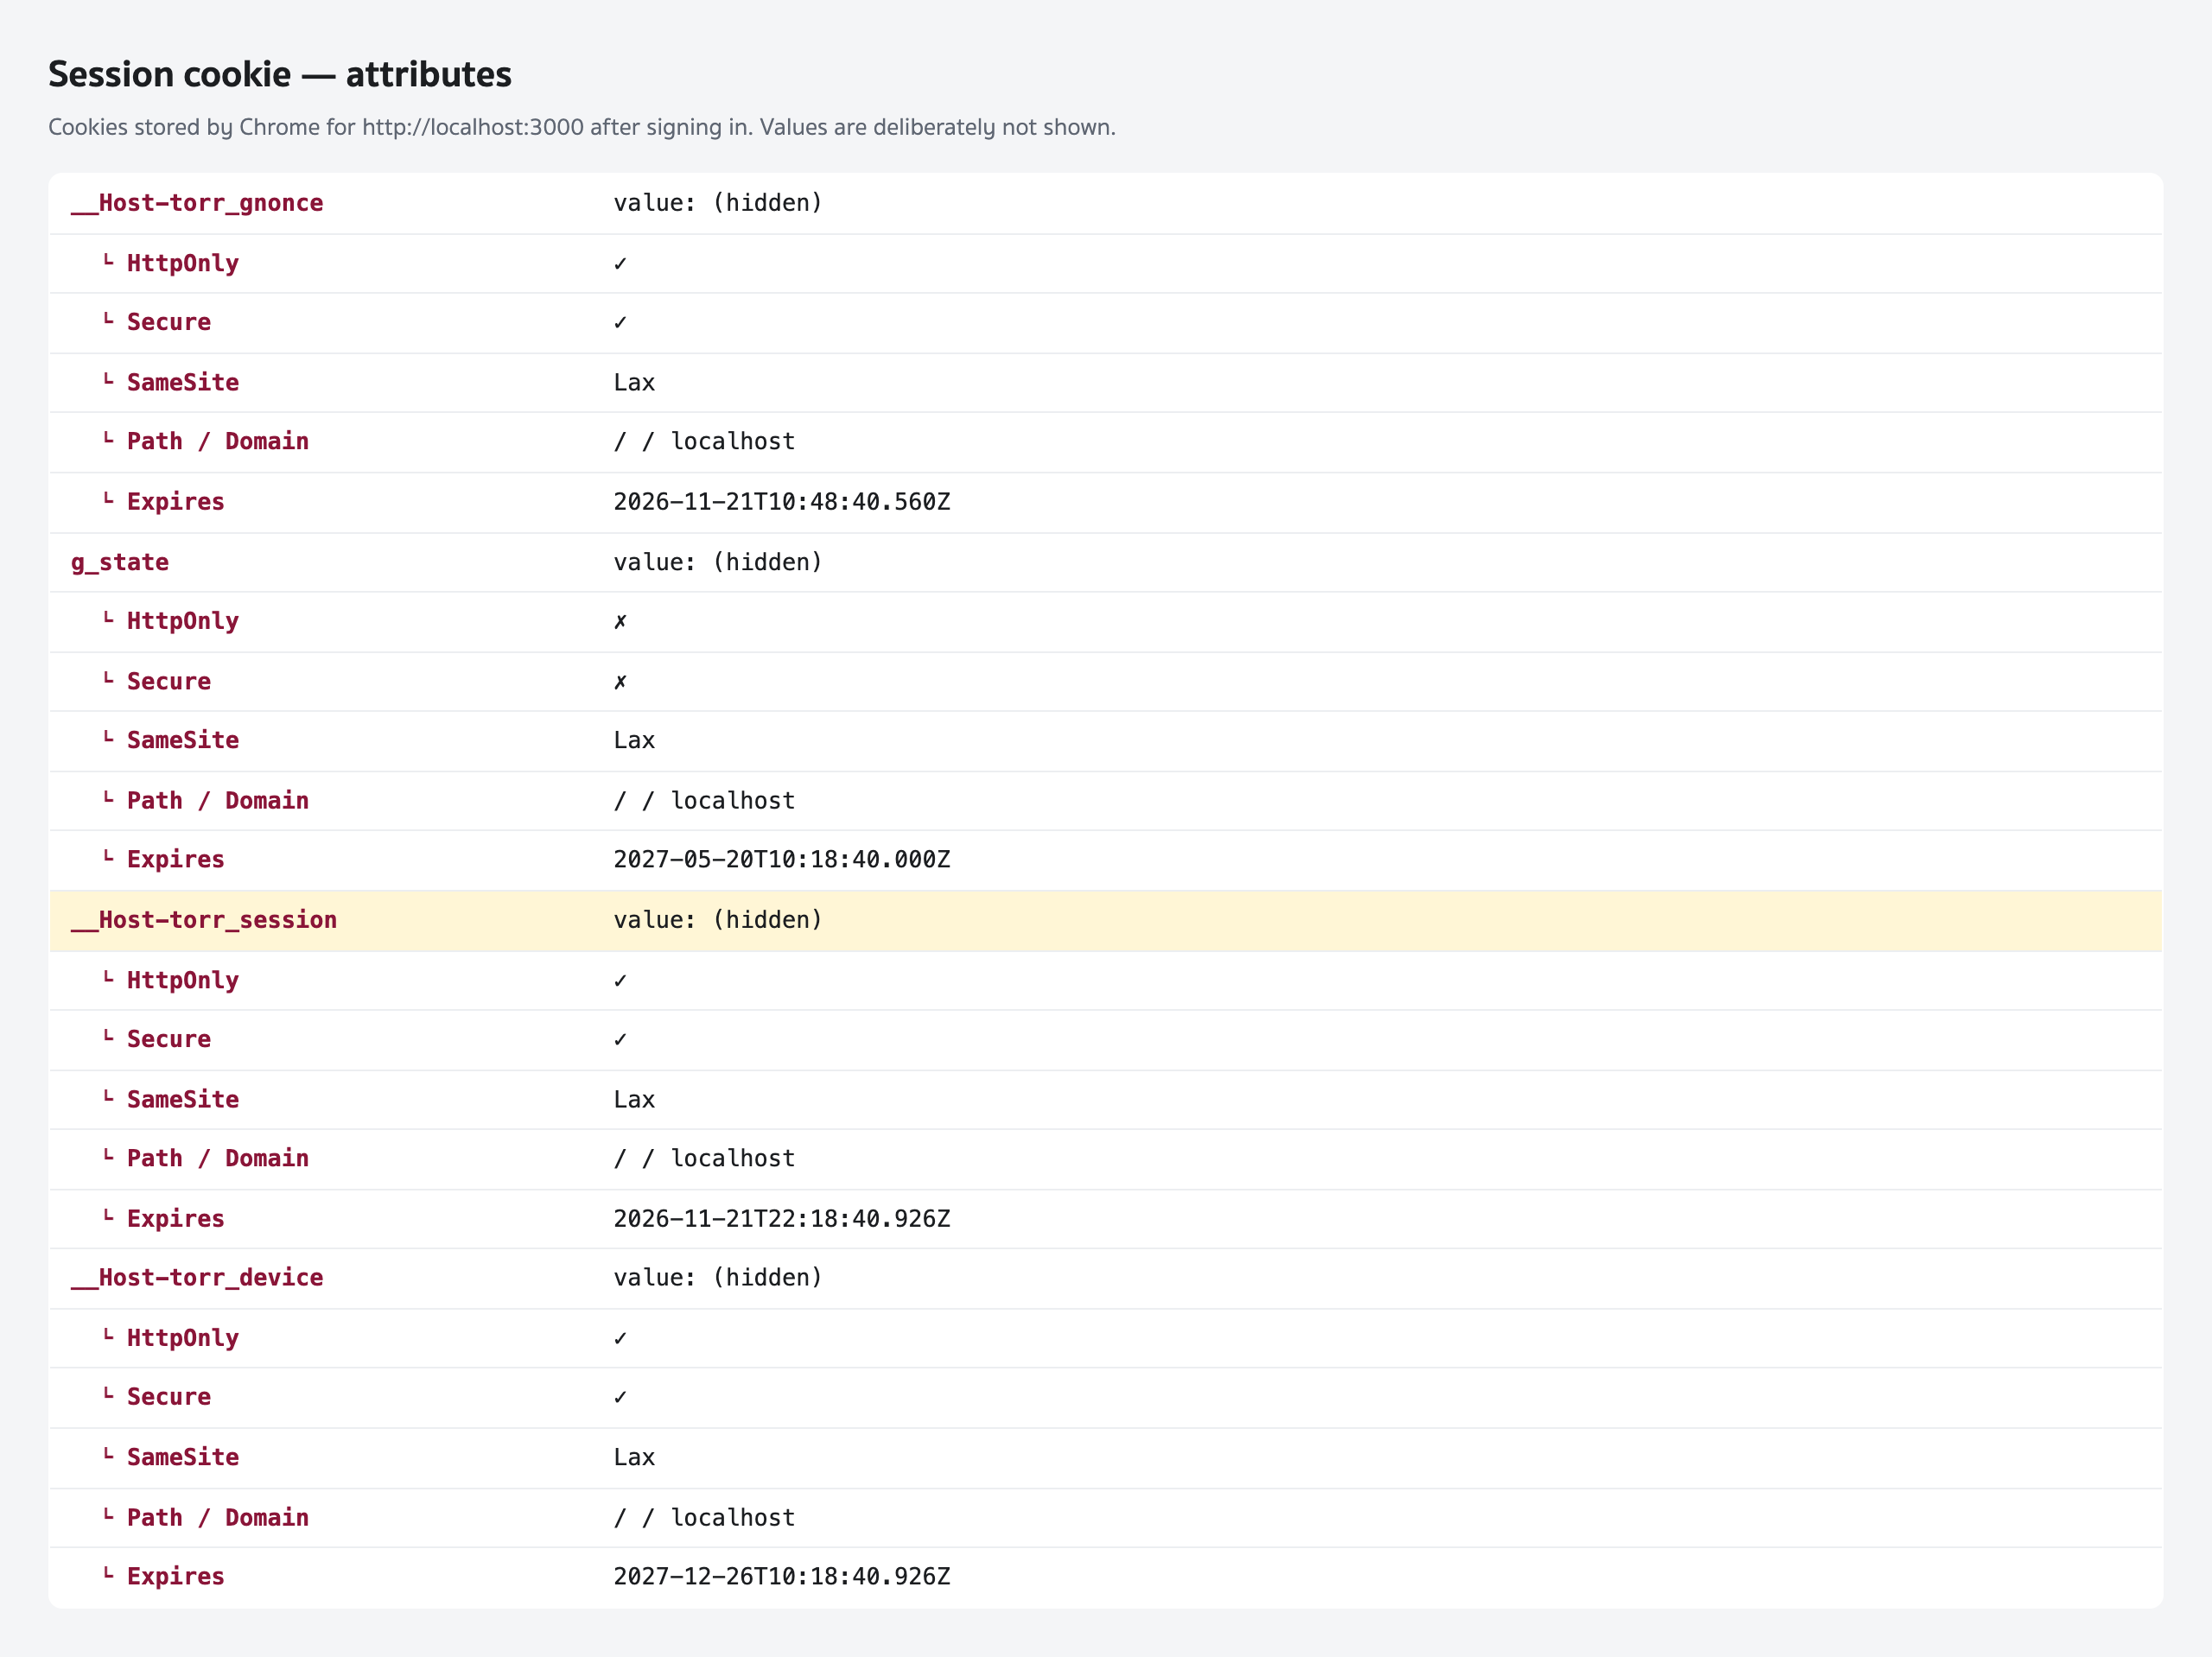 Session cookie — attributes
Cookies stored by Chrome for http://localhost:3000 after signing in. Values are deliberately not shown.
__Host-torr_gnonce value: (hidden)
└ HttpOnly ✓
└ Secure ✓
└ SameSite Lax
└ Path / Domain / / localhost
└ Expires 2026-11-21T10:48:40.560Z
g_state value: (hidden)
└ HttpOnly ✗
└ Secure ✗
└ SameSite Lax
└ Path / Domain / / localhost
└ Expires 2027-05-20T10:18:40.000Z
__Host-torr_session value: (hidden)
└ HttpOnly ✓
└ Secure ✓
└ SameSite Lax
└ Path / Domain / / localhost
└ Expires 2026-11-21T22:18:40.926Z
__Host-torr_device value: (hidden)
└ HttpOnly ✓
└ Secure ✓
└ SameSite Lax
└ Path / Domain / / localhost
└ Expires 2027-12-26T10:18:40.926Z